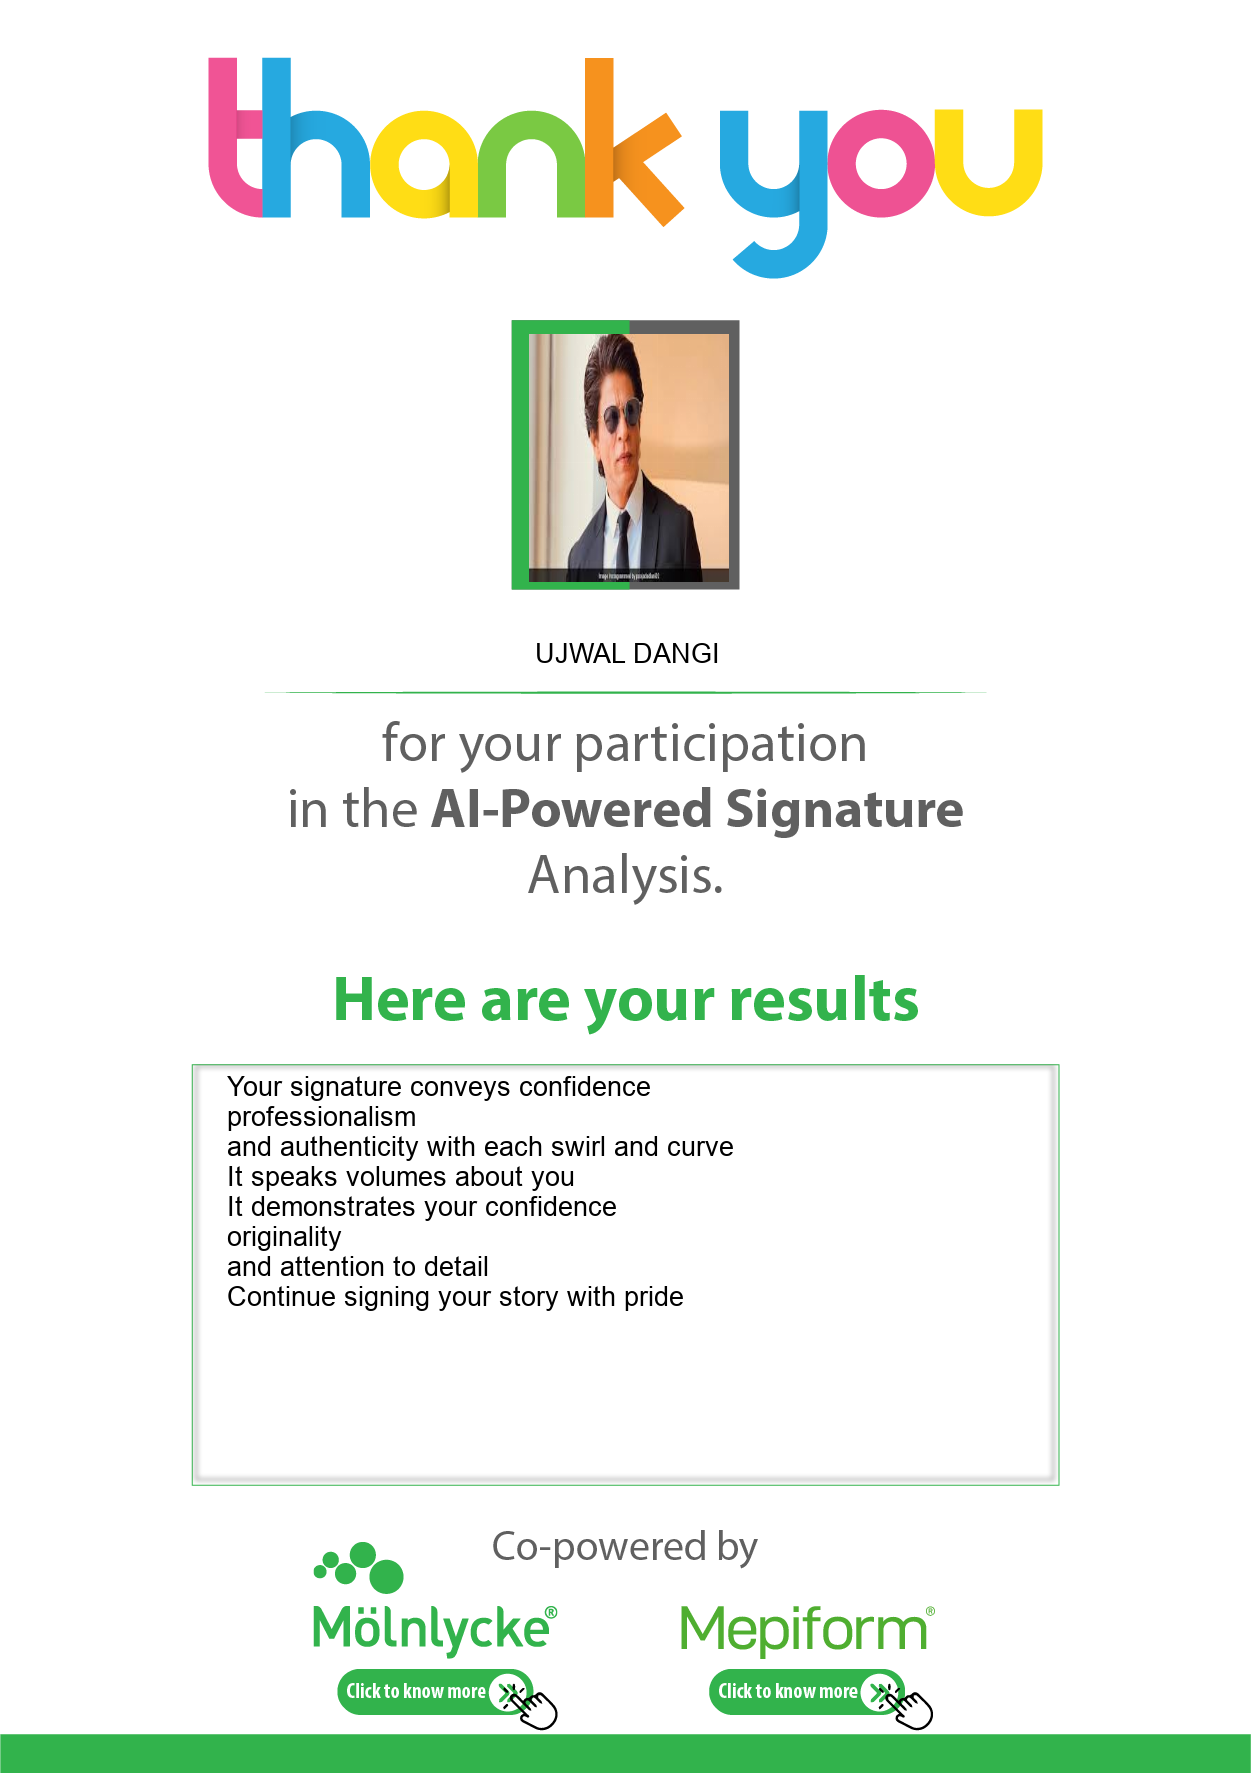 thank you
UJWAL DANGI
for your participation
in the AI-Powered Signature
Analysis.
Here are your results
Your signature conveys confidence
professionalism
and authenticity with each swirl and curve
It speaks volumes about you
It demonstrates your confidence
originality
and attention to detail
Continue signing your story with pride
Co-powered by
Mölnlycke®
Mepiform®
Click to know more
Click to know more